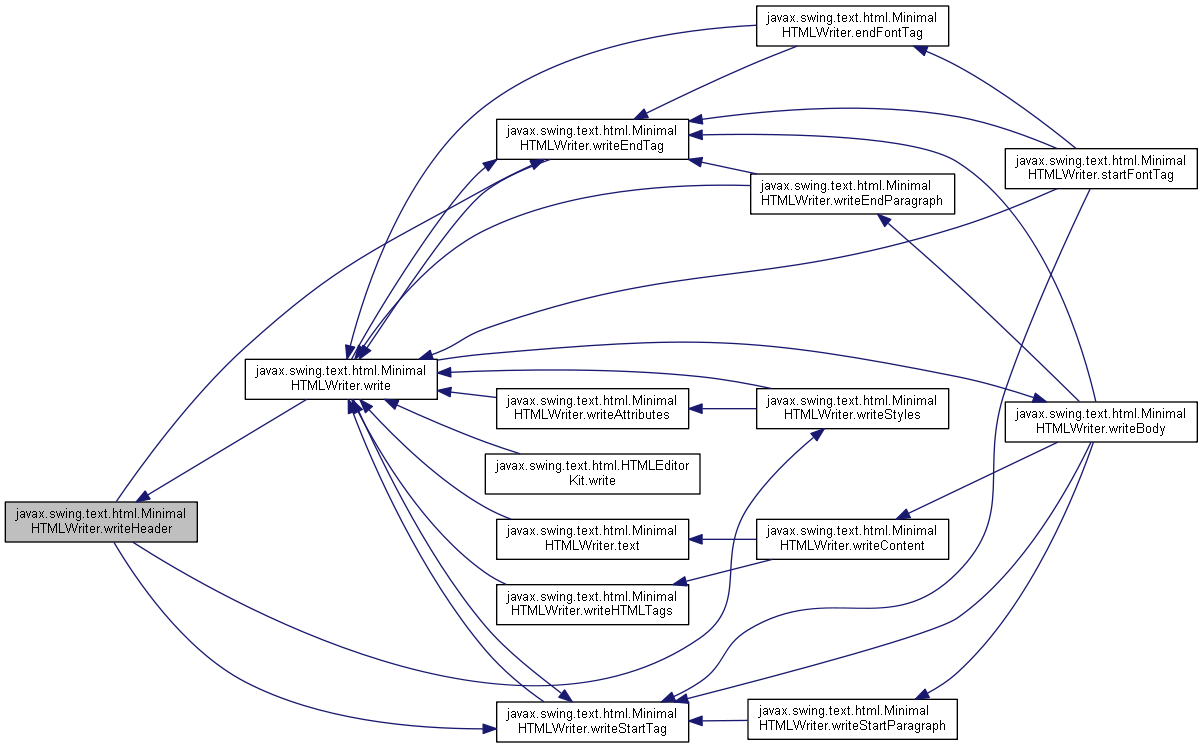 javax.swing.text.html.Minimal
HTMLWriter.endFontTag
javax.swing.text.html.Minimal
HTMLWriter.writeEndTag
javax.swing.text.html.Minimal
HTMLWriter.startFontTag
javax.swing.text.html.Minimal
HTMLWriter.writeEndParagraph
javax.swing.text.html.Minimal
HTMLWriter.write
javax.swing.text.html.Minimal
HTMLWriter.writeAttributes
javax.swing.text.html.Minimal
HTMLWriter.writeStyles
javax.swing.text.html.Minimal
HTMLWriter.writeBody
javax.swing.text.html.HTMLEditor
Kit.write
javax.swing.text.html.Minimal
HTMLWriter.writeHeader
javax.swing.text.html.Minimal
HTMLWriter.text
javax.swing.text.html.Minimal
HTMLWriter.writeContent
javax.swing.text.html.Minimal
HTMLWriter.writeHTMLTags
javax.swing.text.html.Minimal
HTMLWriter.writeStartTag
javax.swing.text.html.Minimal
HTMLWriter.writeStartParagraph